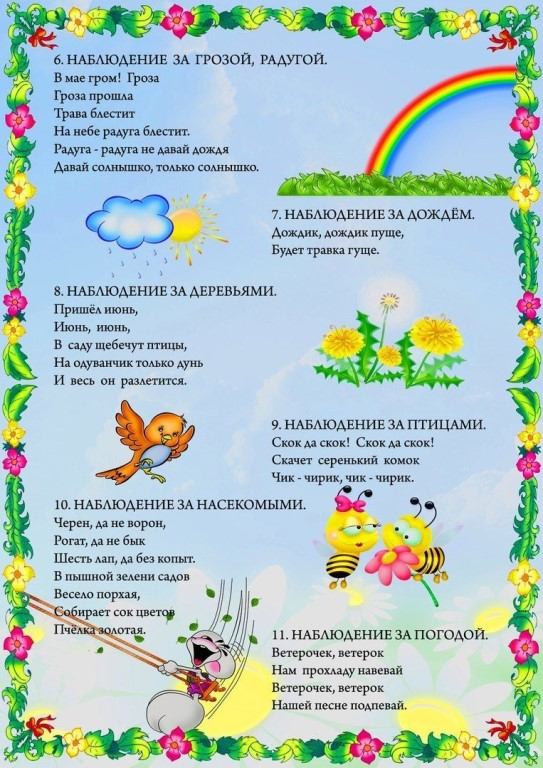 6. НАБЛЮДЕНИЕ ЗА ГРОЗОЙ, РАДУГОЙ.
В мае гром! Гроза
Гроза прошла
Трава блестит
На небе радуга блестит.
Радуга - радуга не давай дождя
Давай солнышко, только солнышко.
7. НАБЛЮДЕНИЕ ЗА ДОЖДЁМ.
Дождик, дождик пуще,
Будет травка гуще.
8. НАБЛЮДЕНИЕ ЗА ДЕРЕВЬЯМИ.
Пришёл июнь,
Июнь, июнь,
В саду щебечут птицы,
На одуванчик только дунь
И весь он разлетится.
9. НАБЛЮДЕНИЕ ЗА ПТИЦАМИ.
Скок да скок! Скок да скок!
Скачет серенький комок
Чик - чирик, чик - чирик.
10. НАБЛЮДЕНИЕ ЗА НАСЕКОМЫМИ.
Черен, да не ворон,
Рогат, да не бык
Шесть лап, да без копыт.
В пышной зелени садов
Весело порхая,
Собирает сок цветов
Пчёлка золотая.
11. НАБЛЮДЕНИЕ ЗА ПОГОДОЙ.
Ветерочек, ветерок
Нам прохладу навевай
Ветерочек, ветерок
Нашей песне подпевай.